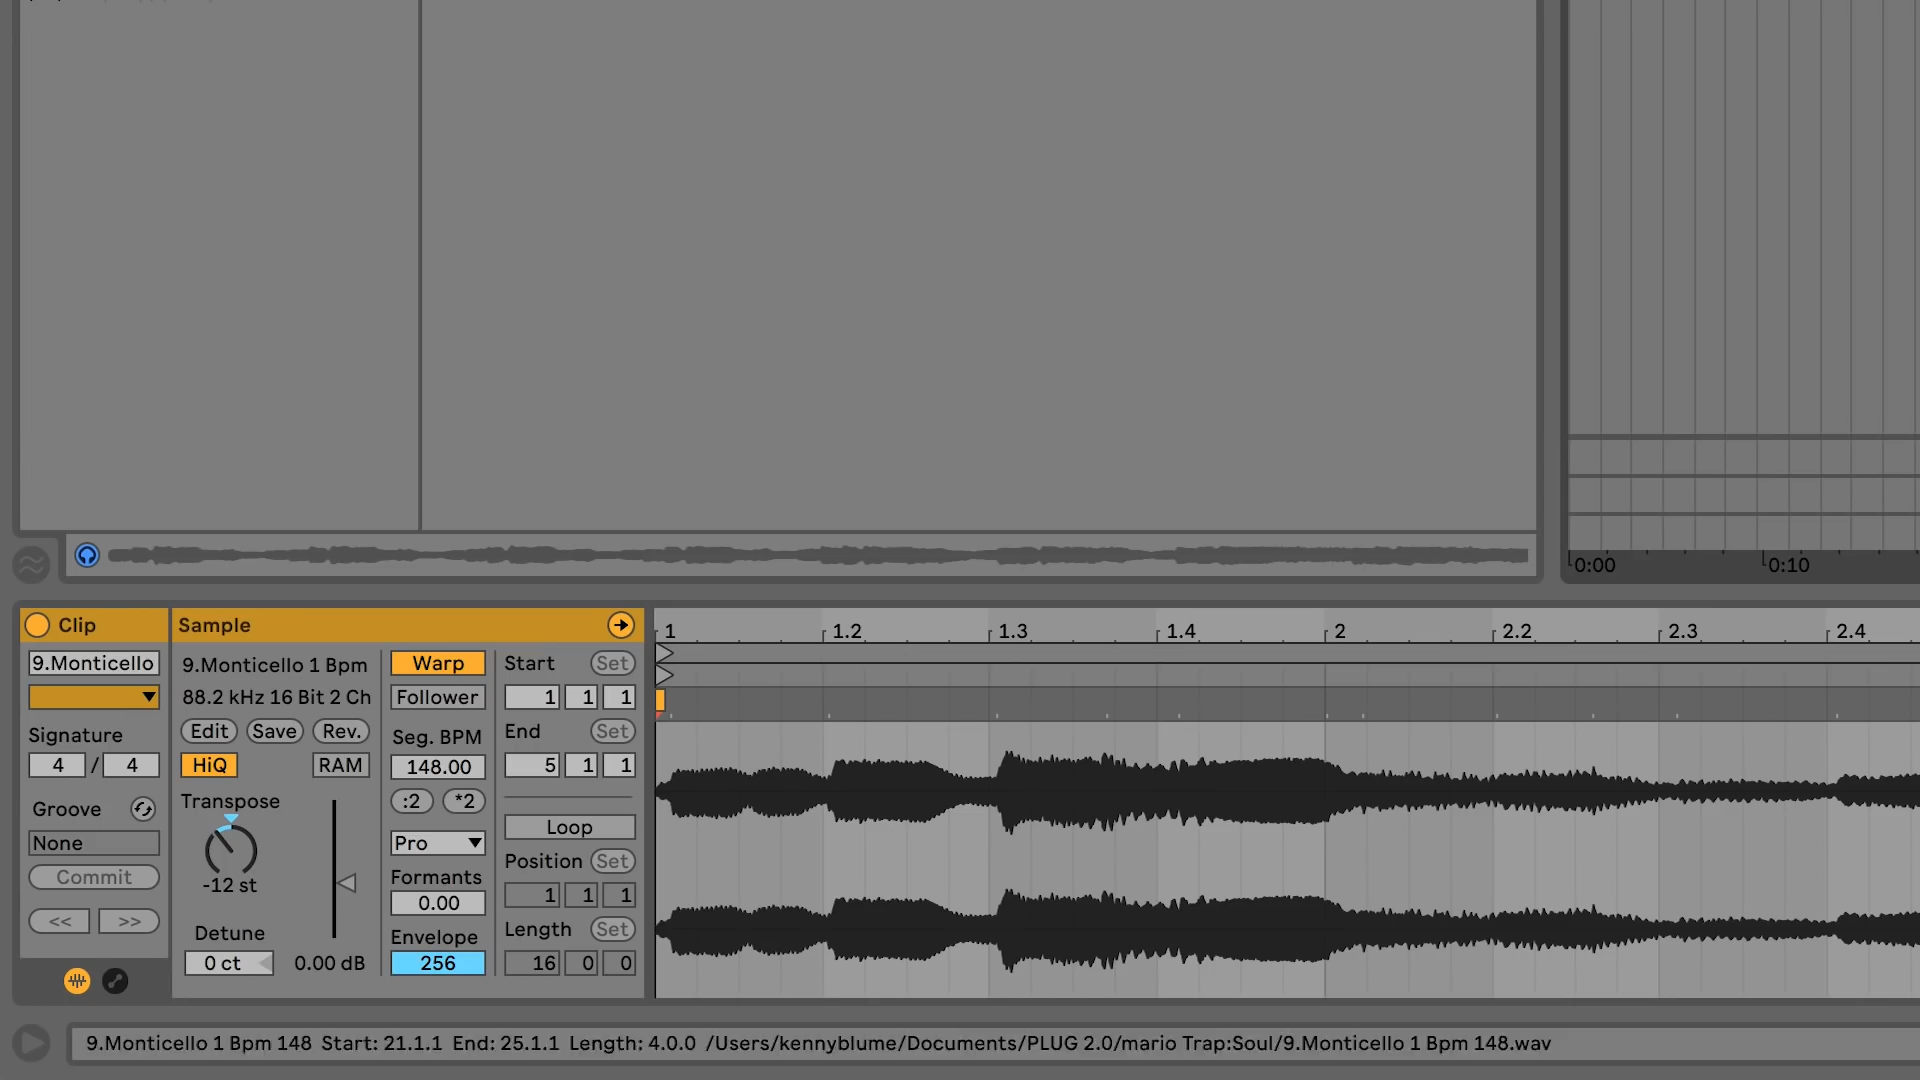 0:00 0:10
Clip
Sample
1 1.2 1.3 1.4 2 2.2 2.3 2.4
9.Monticello
9.Monticello 1 Bpm
88.2 kHz 16 Bit 2 Ch
Signature
4 / 4
Edit Save Rev.
HiQ RAM
Groove
None
Commit
<< >>
Transpose
-12 st
Detune
0 ct 0.00 dB
Warp
Follower
Seg. BPM
148.00
:2 *2
Pro
Formants
0.00
Envelope
256
Start Set
1 1 1
End Set
5 1 1
Loop
Position Set
1 1 1
Length Set
16 0 0
9.Monticello 1 Bpm 148 Start: 21.1.1 End: 25.1.1 Length: 4.0.0 /Users/kennyblume/Documents/PLUG 2.0/mario Trap:Soul/9.Monticello 1 Bpm 148.wav